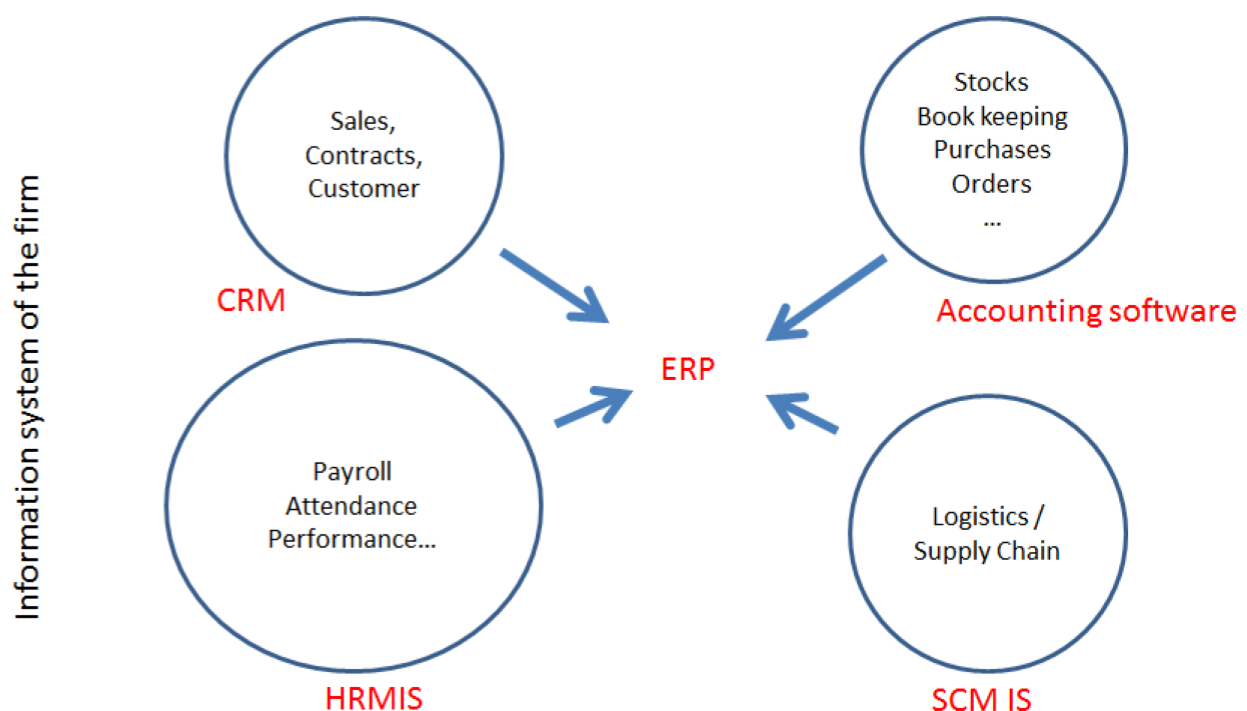 Information system of the firm
Sales,
Contracts,
Customer
CRM
Stocks
Book keeping
Purchases
Orders
...
Accounting software
ERP
Payroll
Attendance
Performance...
HRMIS
Logistics /
Supply Chain
SCM IS